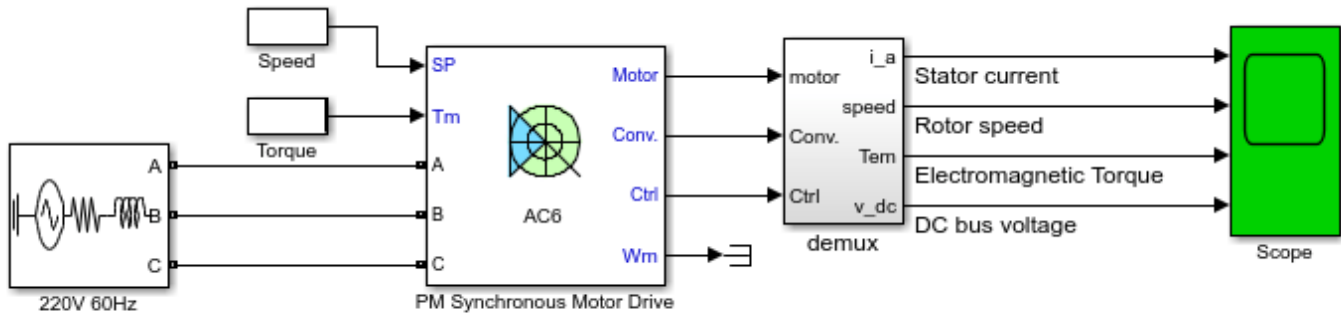 Speed
Torque
A
B
C
220V 60Hz
SP
Tm
A
B
C
AC6
Motor
Conv.
Ctrl
Wm
PM Synchronous Motor Drive
motor
Conv.
Ctrl
i_a
speed
Tem
v_dc
demux
Stator current
Rotor speed
Electromagnetic Torque
DC bus voltage
Scope